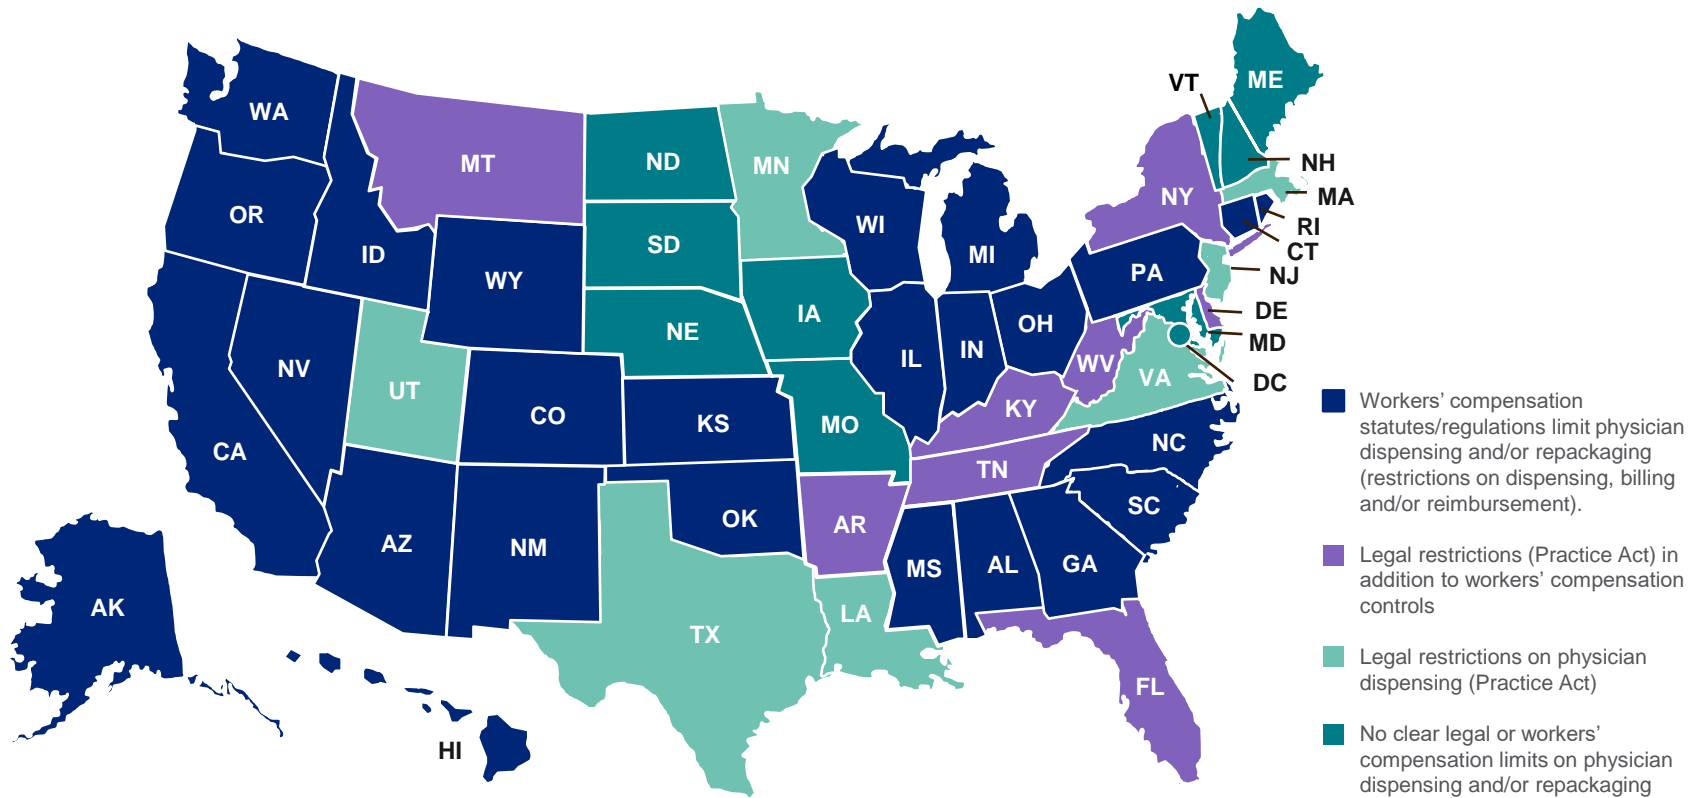 ME
VT
WA
MT
ND
MN
NH
MA
OR
NY
WI
RI
SD
CT
ID
MI
PA
NJ
WY
DE
IA
OH
NE
MD
IN
IL
WV
NV
VA
DC
UT
KY
Workers’ compensation
statutes/regulations limit physician
dispensing and/or repackaging
(restrictions on dispensing, billing
and/or reimbursement).
CO
KS
MO
NC
CA
TN
SC
OK
AR
AZ
NM
MS
AL
GA
Legal restrictions (Practice Act) in
addition to workers’ compensation
controls
AK
LA
TX
Legal restrictions on physician
dispensing (Practice Act)
FL
HI
No clear legal or workers’
compensation limits on physician
dispensing and/or repackaging